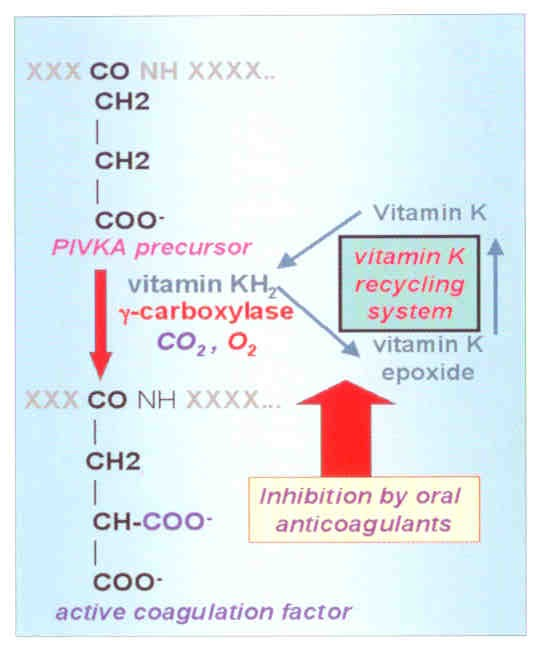 XXX CO NH XXXX..
CH2
|
CH2
|
COO-
PIVKA precursor
Vitamin K
vitamin KH2
γ-carboxylase
CO2, O2
vitamin K
recycling
system
vitamin K
epoxide
XXX CO NH XXXX...
|
CH2
|
CH-COO-
|
COO-
active coagulation factor
Inhibition by oral
anticoagulants